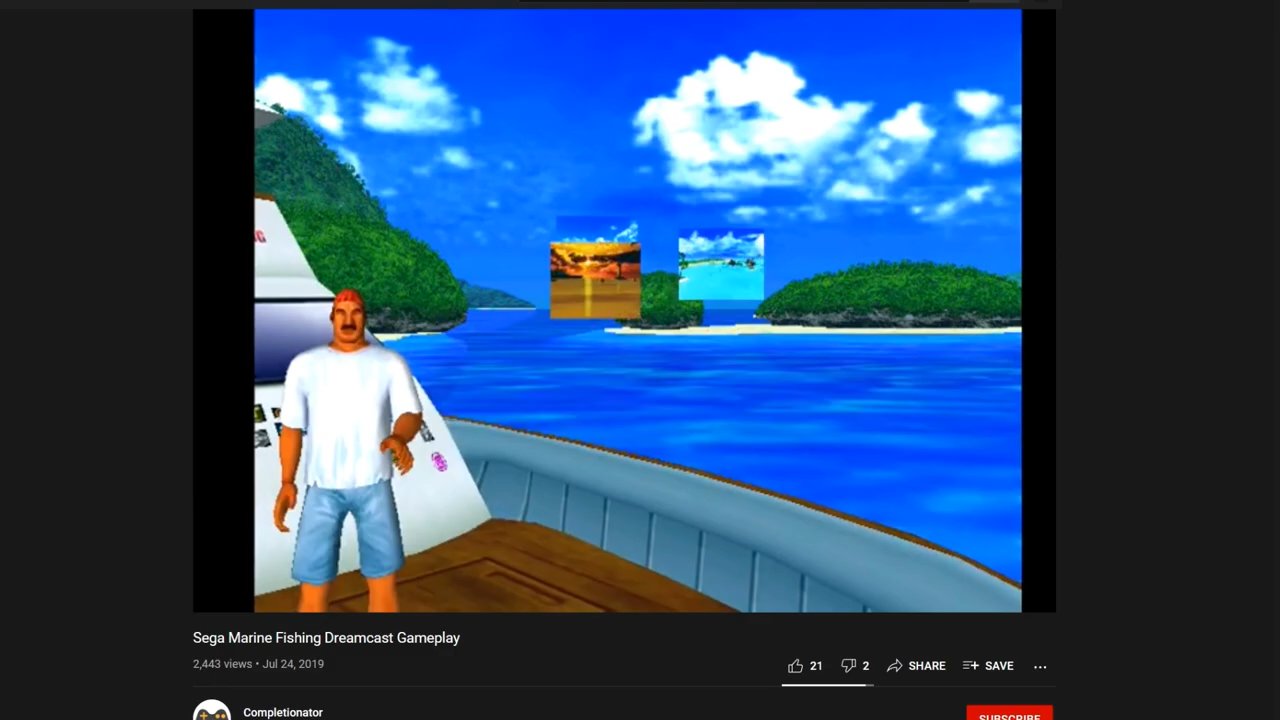 Sega Marine Fishing Dreamcast Gameplay
2,443 views • Jul 24, 2019
21
2
SHARE
SAVE
Completionator
SUBSCRIBE